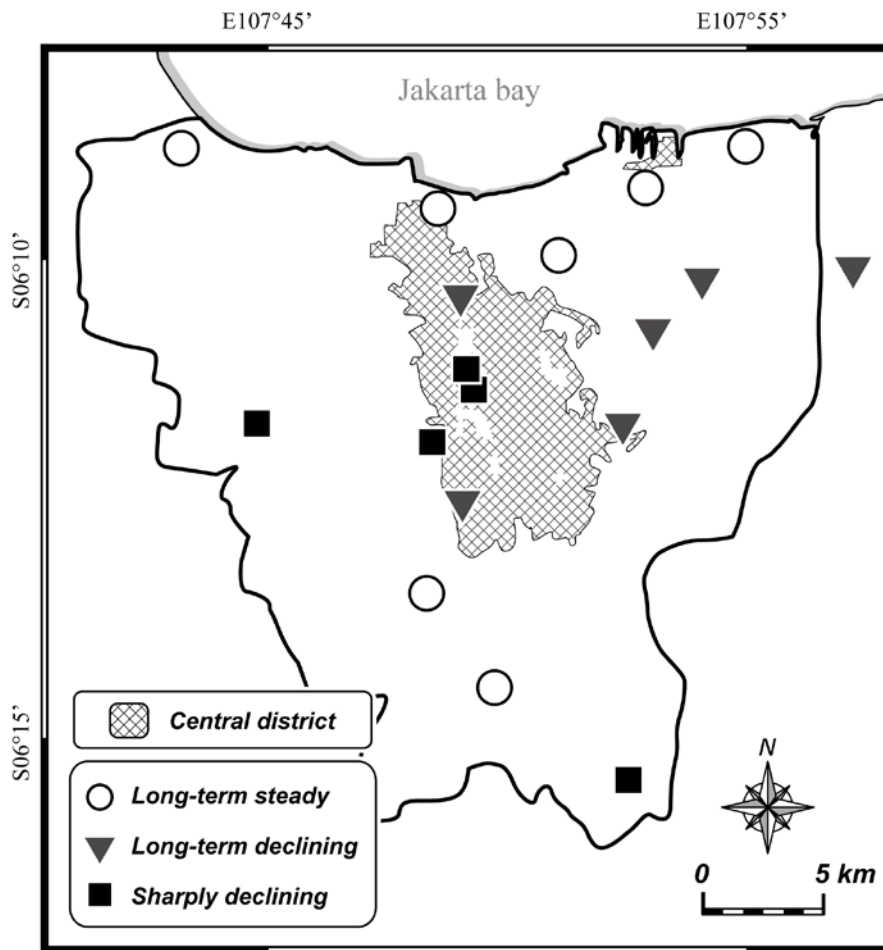 E107°45’ E107°55’
Jakarta bay
S06°10’
S06°15’
Central district
Long-term steady
Long-term declining
Sharply declining
N
0 5 km